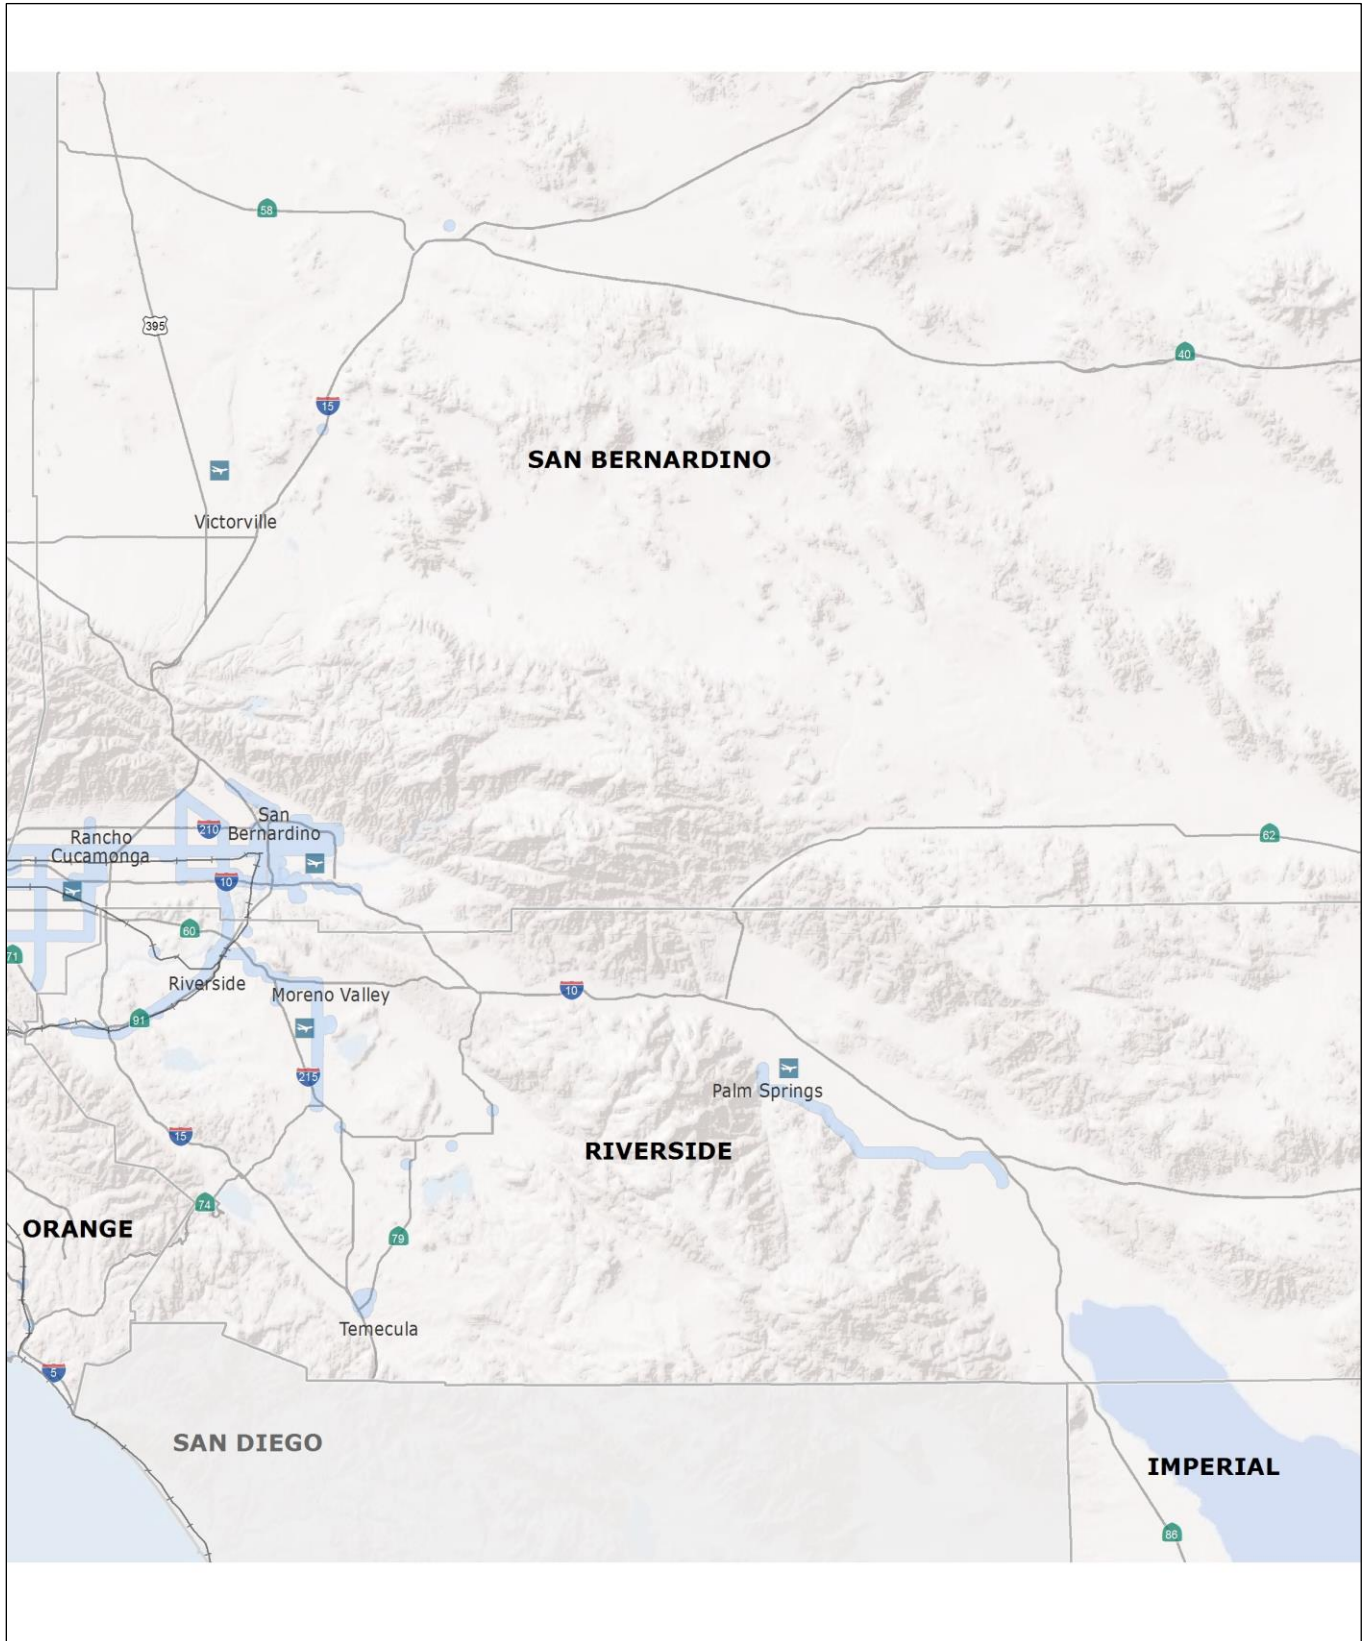 58
395
40
15
SAN BERNARDINO
Victorville
San
Bernardino
210
Rancho
Cucamonga
62
10
60
71
Riverside
Moreno Valley
10
91
215
Palm Springs
15
RIVERSIDE
74
ORANGE
79
Temecula
5
SAN DIEGO
IMPERIAL
86